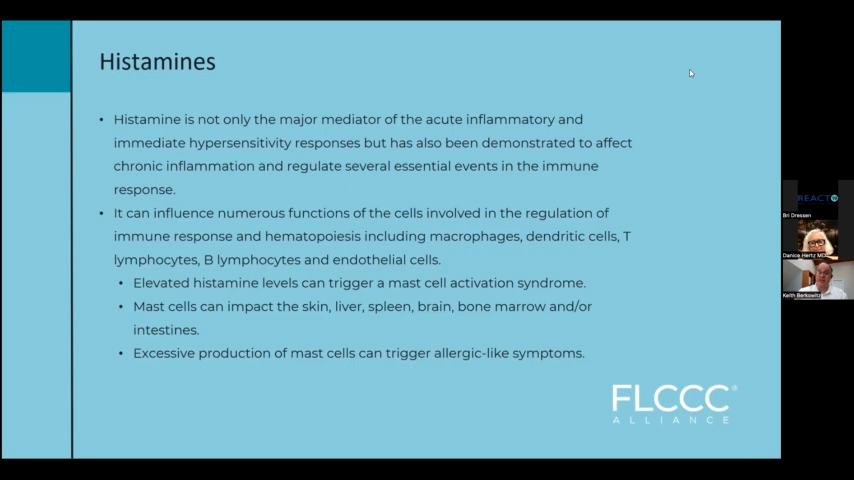 Histamines
• Histamine is not only the major mediator of the acute inflammatory and
immediate hypersensitivity responses but has also been demonstrated to affect
chronic inflammation and regulate several essential events in the immune
response.
• It can influence numerous functions of the cells involved in the regulation of
immune response and hematopoiesis including macrophages, dendritic cells, T
lymphocytes, B lymphocytes and endothelial cells.
• Elevated histamine levels can trigger a mast cell activation syndrome.
• Mast cells can impact the skin, liver, spleen, brain, bone marrow and/or
intestines.
• Excessive production of mast cells can trigger allergic-like symptoms.
FLCCC®
ALLIANCE
REACT19
Bri Dressen
Danice Hertz MD
Keith Berkowitz